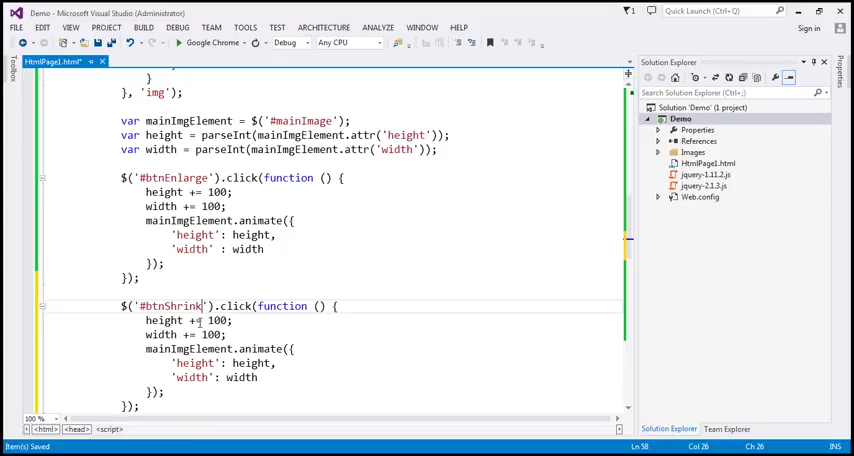 Demo - Microsoft Visual Studio (Administrator)
1
Quick Launch (Ctrl+Q)
FILE EDIT VIEW PROJECT BUILD DEBUG TEAM TOOLS TEST ARCHITECTURE ANALYZE WINDOW HELP
Sign in
Google Chrome Debug Any CPU
Toolbox
HtmlPage1.html*
}
}, 'img');
var mainImgElement = $('#mainImage');
var height = parseInt(mainImgElement.attr('height'));
var width = parseInt(mainImgElement.attr('width'));
$('#btnEnlarge').click(function () {
height += 100;
width += 100;
mainImgElement.animate({
'height': height,
'width' : width
});
});
$('#btnShrink').click(function () {
height += 100;
width += 100;
mainImgElement.animate({
'height': height,
'width': width
});
});
100 %
<html> <head> <script>
Solution Explorer
Search Solution Explorer (Ctrl+;)
Solution 'Demo' (1 project)
Demo
Properties
References
Images
HtmlPage1.html
jquery-1.11.2.js
jquery-2.1.3.js
Web.config
Solution Explorer Team Explorer
Properties
Item(s) Saved Ln 58 Col 26 Ch 26 INS